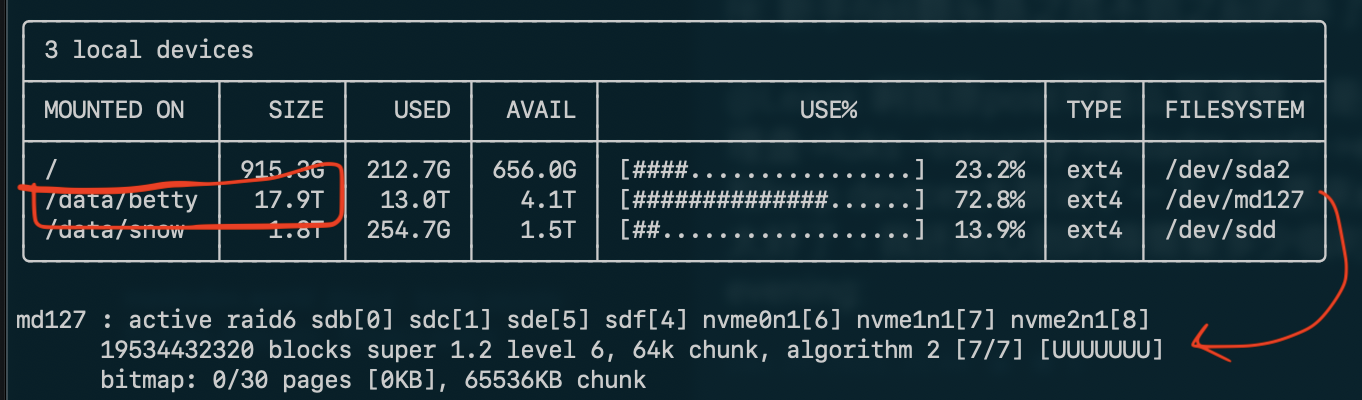 3 local devices
MOUNTED ON SIZE USED AVAIL USE% TYPE FILESYSTEM
/ 915.3G 212.7G 656.0G [####................] 23.2% ext4 /dev/sda2
/data/betty 17.9T 13.0T 4.1T [##############......] 72.8% ext4 /dev/md127
/data/snow 1.8T 254.7G 1.5T [##..................] 13.9% ext4 /dev/sdd
md127 : active raid6 sdb[0] sdc[1] sde[5] sdf[4] nvme0n1[6] nvme1n1[7] nvme2n1[8]
19534432320 blocks super 1.2 level 6, 64k chunk, algorithm 2 [7/7] [UUUUUUU]
bitmap: 0/30 pages [0KB], 65536KB chunk